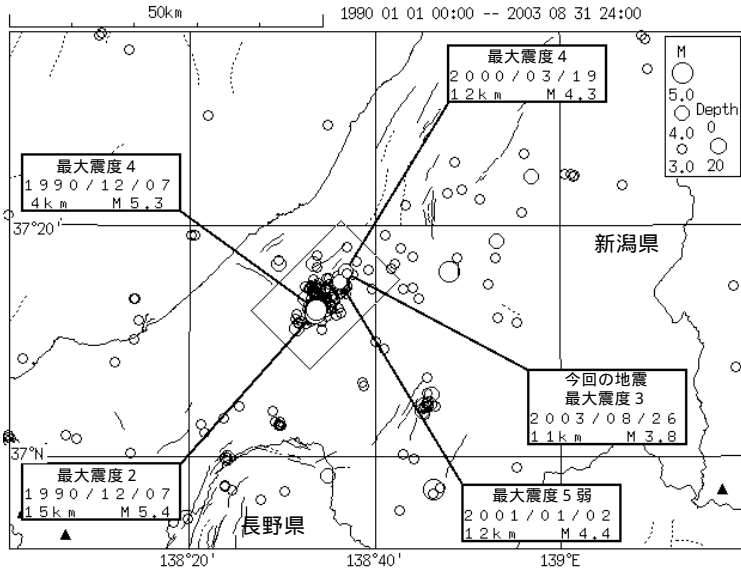 50km
1990 01 01 00:00 -- 2003 08 31 24:00
最大震度4
2000/03/19
12km M4.3
M
5.0
4.0
3.0
Depth
0
20
最大震度4
1990/12/07
4km M5.3
37°20'
新潟県
今回の地震
最大震度3
2003/08/26
11km M3.8
37°N
最大震度2
1990/12/07
15km M5.4
最大震度5弱
2001/01/02
12km M4.4
長野県
138°20'
138°40'
139°E